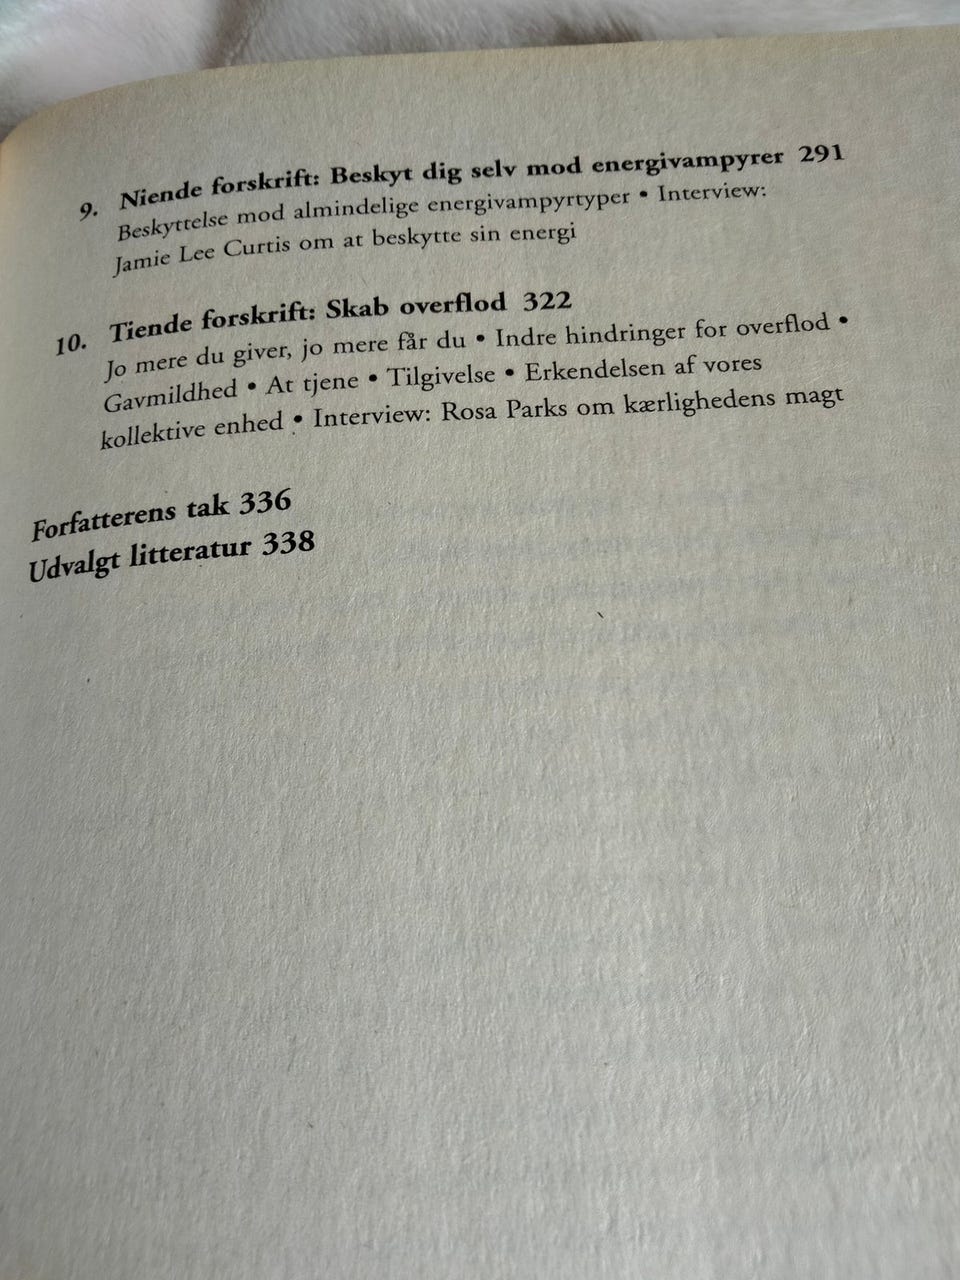 9. Niende forskrift: Beskyt dig selv mod energivampyrer 291
Beskyttelse mod almindelige energivampyrtyper • Interview:
Jamie Lee Curtis om at beskytte sin energi
10. Tiende forskrift: Skab overflod 322
Jo mere du giver, jo mere får du • Indre hindringer for overflod •
Gavmildhed • At tjene • Tilgivelse • Erkendelsen af vores
kollektive enhed • Interview: Rosa Parks om kærlighedens magt
Forfatterens tak 336
Udvalgt litteratur 338